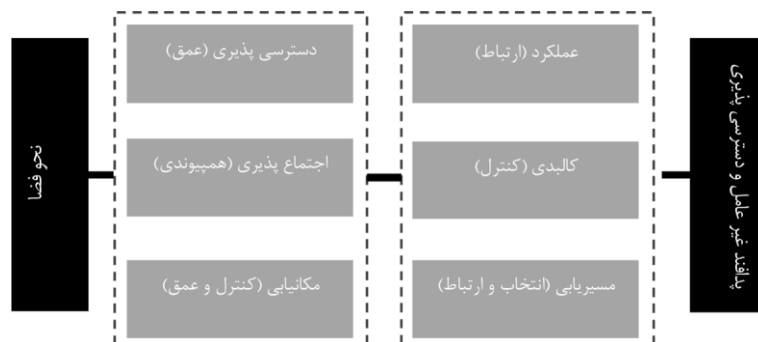 پدافند غیر عامل و دسترسی پذیری
عملکرد (ارتباط)
کالبدی (کنترل)
مسیریابی (انتخاب و ارتباط)
دسترسی پذیری (عمق)
اجتماع پذیری (همپیوندی)
مکانیابی (کنترل و عمق)
نحو فضا